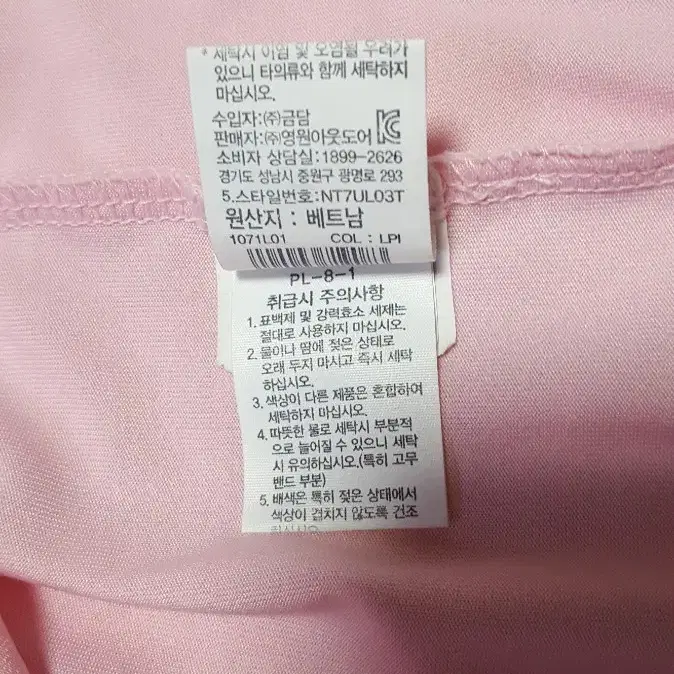 * 세탁시 이염 및 오염될 우려가
있으니 타의류와 함께 세탁하지
마십시오.
수입자:(주)금담
판매자:(주)영원아웃도어
소비자 상담실:1899-2626
경기도 성남시 중원구 광명로 293
5.스타일번호:NT7UL03T
원산지 : 베트남
1071L01 COL : LPI
PL-8-1
취급시 주의사항
1. 표백제 및 강력효소 세제는
절대로 사용하지 마십시오.
2. 물이나 땀에 젖은 상태로
오래 두지 마시고 즉시 세탁
하십시오.
3. 색상이 다른 제품은 혼합하여
세탁하지 마십시오.
4. 따뜻한 물로 세탁시 부분적
으로 늘어질 수 있으니 세탁
시 유의하십시오.(특히 고무
밴드 부분)
5. 배색은 특히 젖은 상태에서
색상이 겹치지 않도록 건조
하십시오